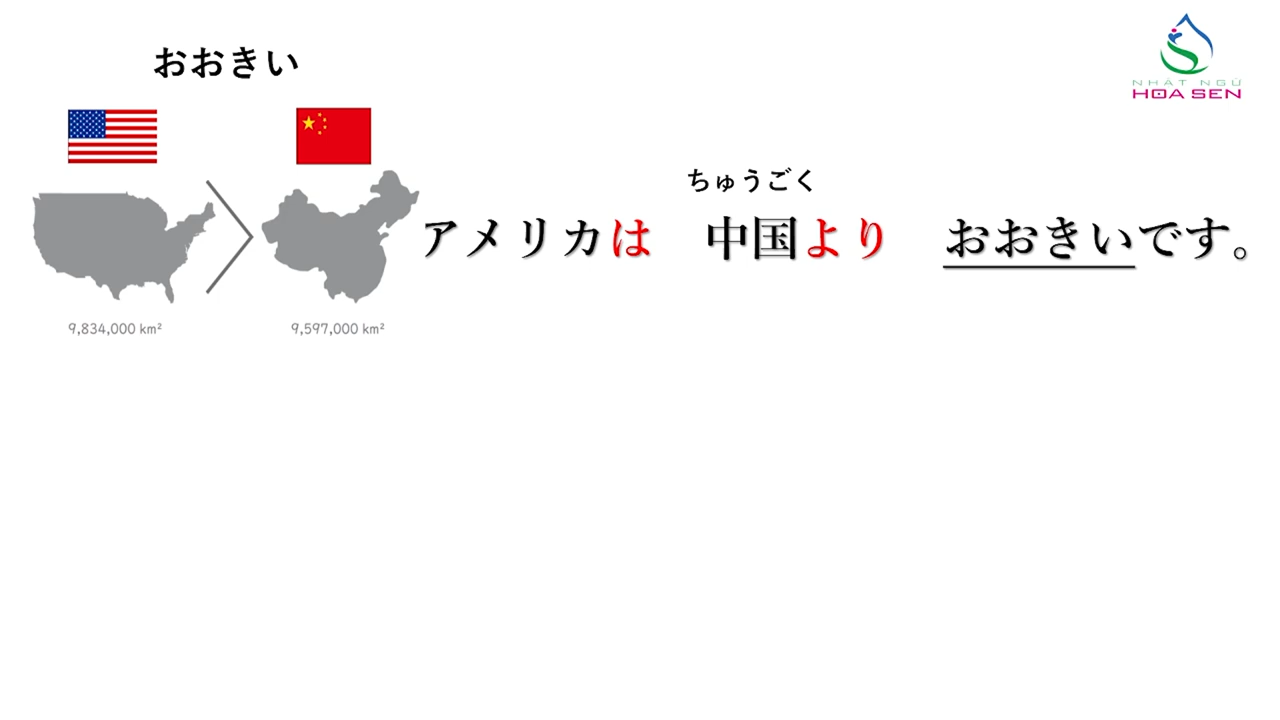 おおきい
NHẬT NGỮ
HOA SEN
ちゅうごく
アメリカは 中国より おおきいです。
9,834,000 km²
9,597,000 km²